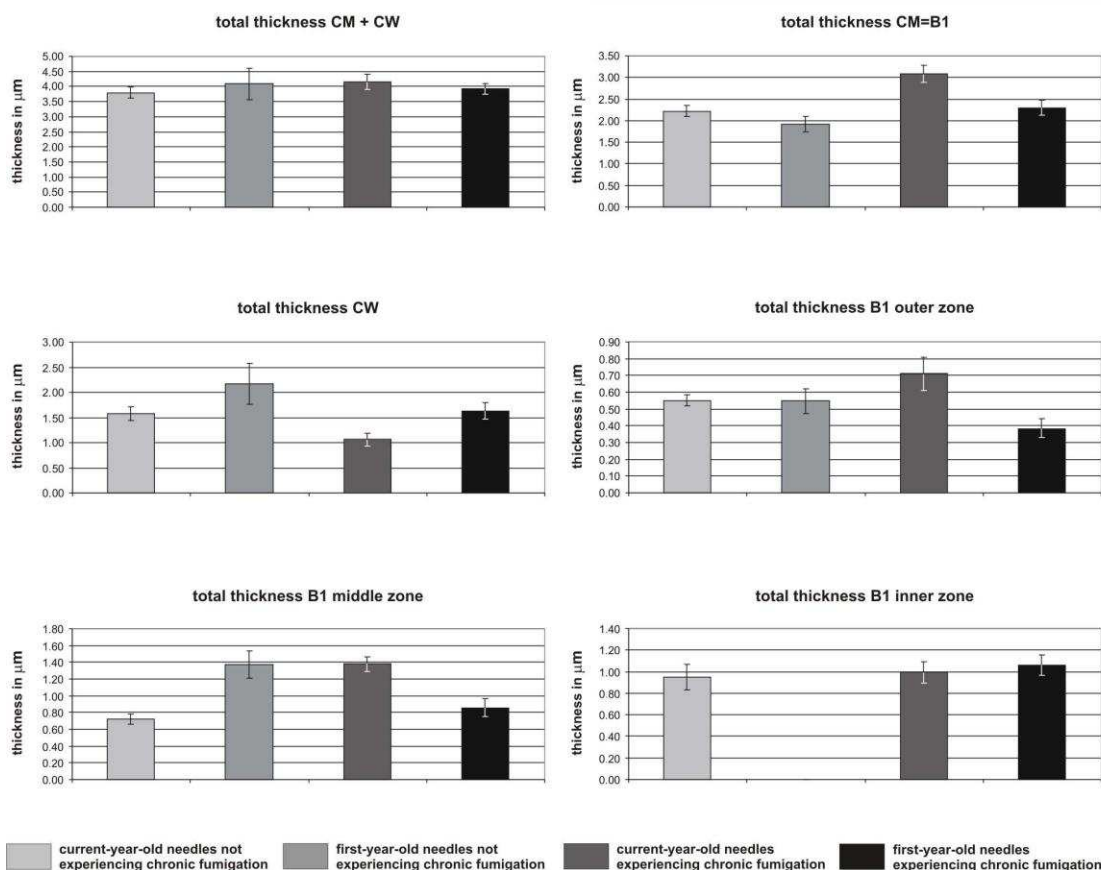 total thickness CM + CW
thickness in μm
5.00
4.50
4.00
3.50
3.00
2.50
2.00
1.50
1.00
0.50
0.00
total thickness CM=B1
thickness in μm
3.50
3.00
2.50
2.00
1.50
1.00
0.50
0.00
total thickness CW
thickness in μm
3.00
2.50
2.00
1.50
1.00
0.50
0.00
total thickness B1 outer zone
thickness in μm
0.90
0.80
0.70
0.60
0.50
0.40
0.30
0.20
0.10
0.00
total thickness B1 middle zone
thickness in μm
1.80
1.60
1.40
1.20
1.00
0.80
0.60
0.40
0.20
0.00
total thickness B1 inner zone
thickness in μm
1.40
1.20
1.00
0.80
0.60
0.40
0.20
0.00
current-year-old needles not
experiencing chronic fumigation
first-year-old needles not
experiencing chronic fumigation
current-year-old needles
experiencing chronic fumigation
first-year-old needles
experiencing chronic fumigation